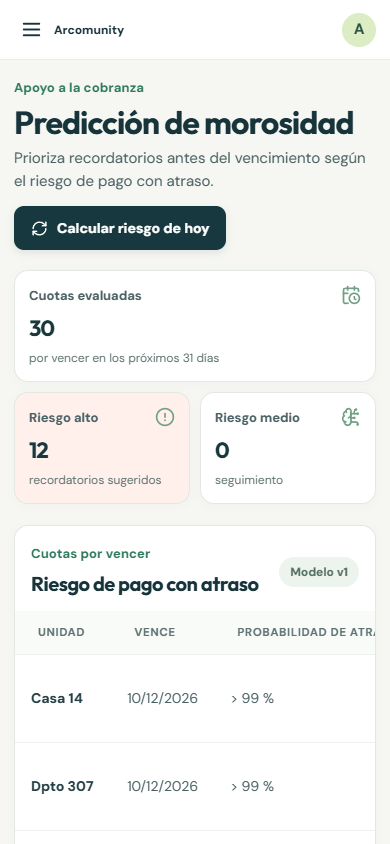 Arcomunity
A
Apoyo a la cobranza
Predicción de morosidad
Prioriza recordatorios antes del vencimiento según
el riesgo de pago con atraso.
Calcular riesgo de hoy
Cuotas evaluadas
30
por vencer en los próximos 31 días
Riesgo alto
12
recordatorios sugeridos
Riesgo medio
0
seguimiento
Cuotas por vencer
Riesgo de pago con atraso
Modelo v1
UNIDAD VENCE PROBABILIDAD DE ATRA
Casa 14 10/12/2026 > 99 %
Dpto 307 10/12/2026 > 99 %